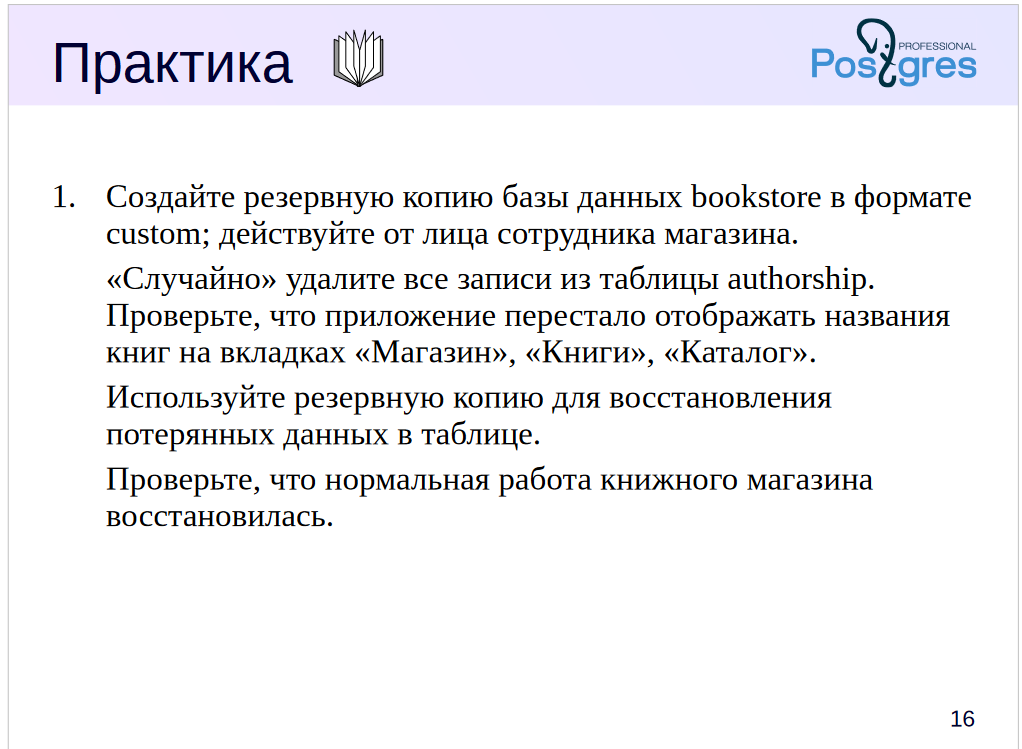 Практика
PROFESSIONAL
Postgres
1. Создайте резервную копию базы данных bookstore в формате
custom; действуйте от лица сотрудника магазина.
«Случайно» удалите все записи из таблицы authorship.
Проверьте, что приложение перестало отображать названия
книг на вкладках «Магазин», «Книги», «Каталог».
Используйте резервную копию для восстановления
потерянных данных в таблице.
Проверьте, что нормальная работа книжного магазина
восстановилась.
16